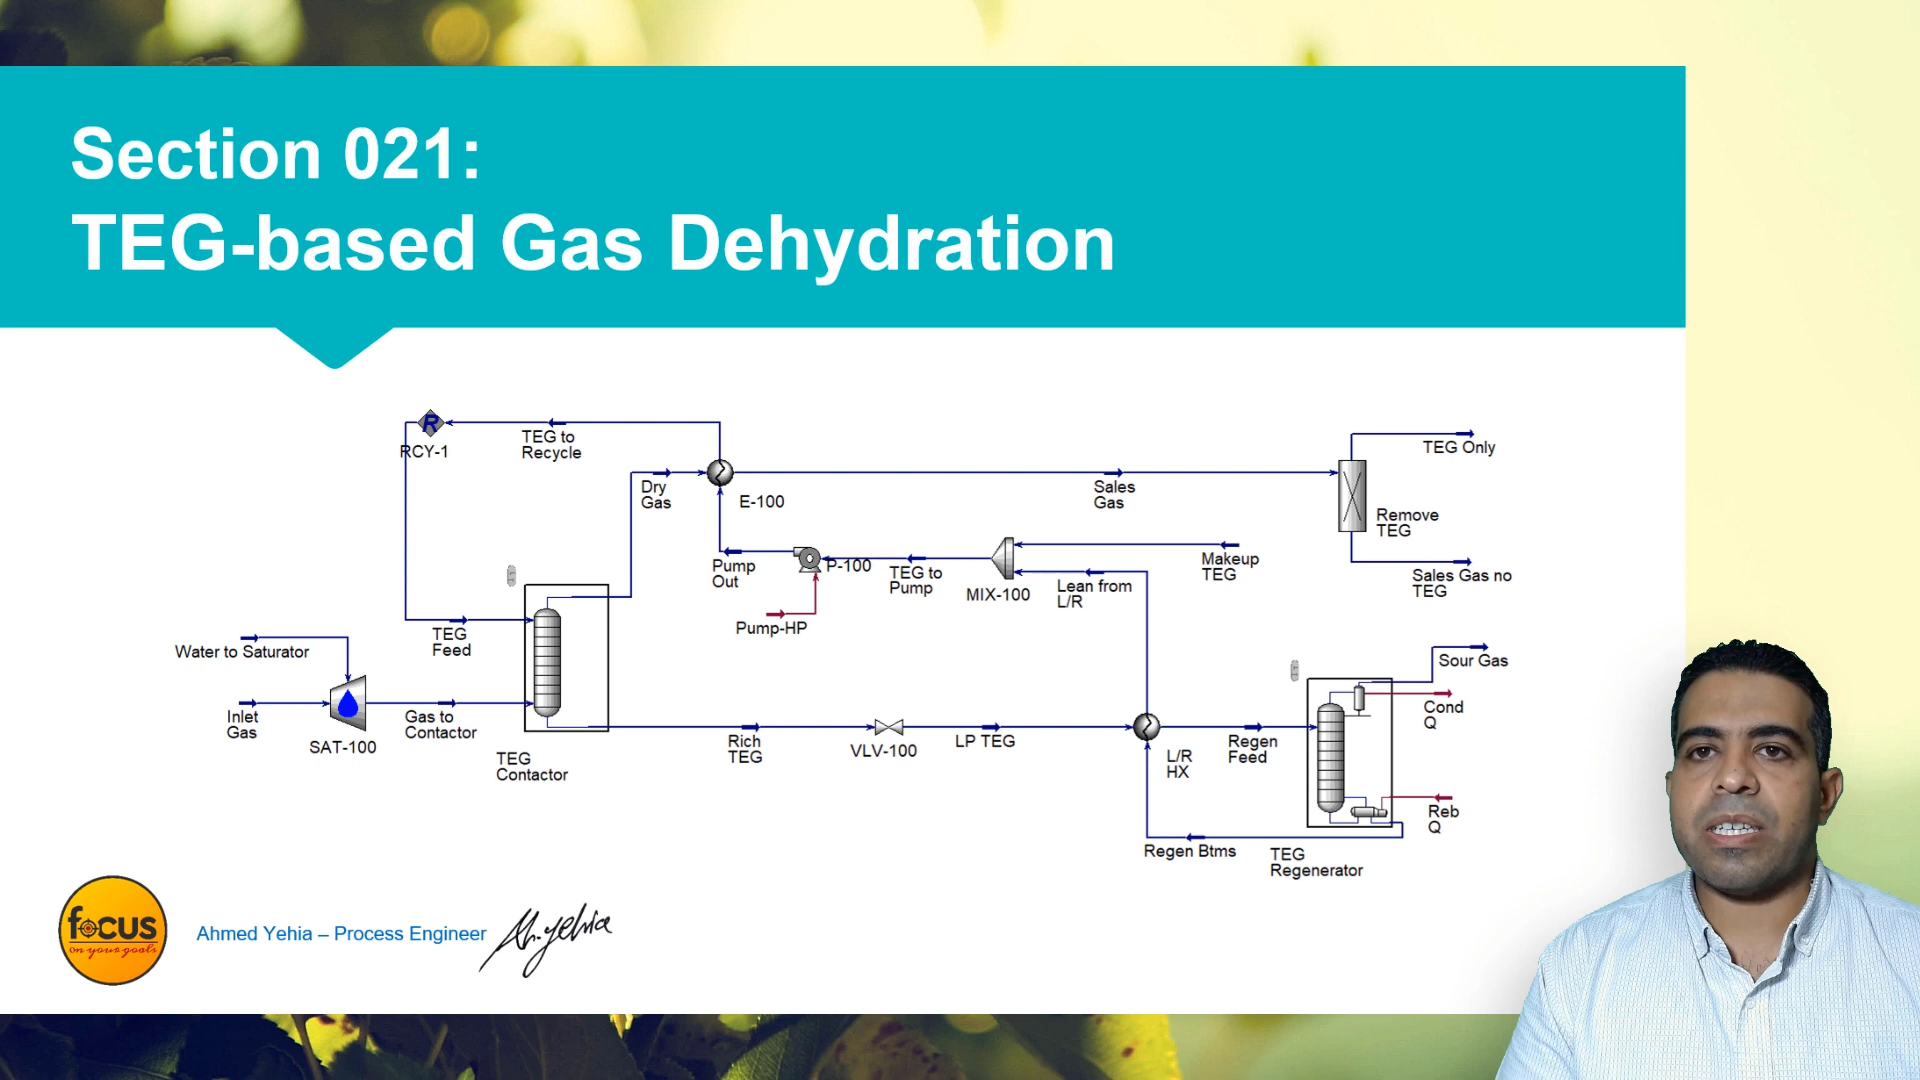 Section 021:
TEG-based Gas Dehydration
R
RCY-1
TEG to
Recycle
Dry
Gas
E-100
Sales
Gas
TEG Only
Remove
TEG
Sales Gas no
TEG
Pump
Out
P-100
TEG to
Pump
MIX-100
Makeup
TEG
Lean from
L/R
Pump-HP
TEG
Feed
Water to Saturator
Inlet
Gas
SAT-100
Gas to
Contactor
TEG
Contactor
Rich
TEG
VLV-100
LP TEG
L/R
HX
Regen
Feed
Sour Gas
Cond
Q
Reb
Q
Regen Btms
TEG
Regenerator
focus
on your goals
Ahmed Yehia – Process Engineer
Ah.yehia